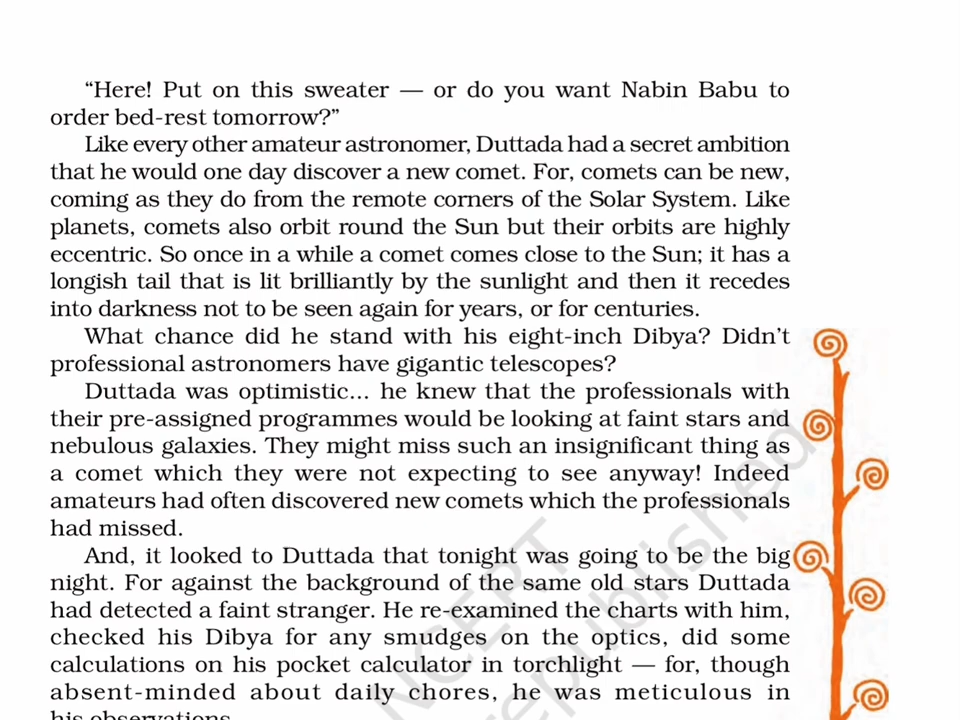 “Here! Put on this sweater — or do you want Nabin Babu to
order bed-rest tomorrow?”
Like every other amateur astronomer, Duttada had a secret ambition
that he would one day discover a new comet. For, comets can be new,
coming as they do from the remote corners of the Solar System. Like
planets, comets also orbit round the Sun but their orbits are highly
eccentric. So once in a while a comet comes close to the Sun; it has a
longish tail that is lit brilliantly by the sunlight and then it recedes
into darkness not to be seen again for years, or for centuries.
What chance did he stand with his eight-inch Dibya? Didn’t
professional astronomers have gigantic telescopes?
Duttada was optimistic... he knew that the professionals with
their pre-assigned programmes would be looking at faint stars and
nebulous galaxies. They might miss such an insignificant thing as
a comet which they were not expecting to see anyway! Indeed
amateurs had often discovered new comets which the professionals
had missed.
And, it looked to Duttada that tonight was going to be the big
night. For against the background of the same old stars Duttada
had detected a faint stranger. He re-examined the charts with him,
checked his Dibya for any smudges on the optics, did some
calculations on his pocket calculator in torchlight — for, though
absent-minded about daily chores, he was meticulous in
his observations.
NCERT
republished